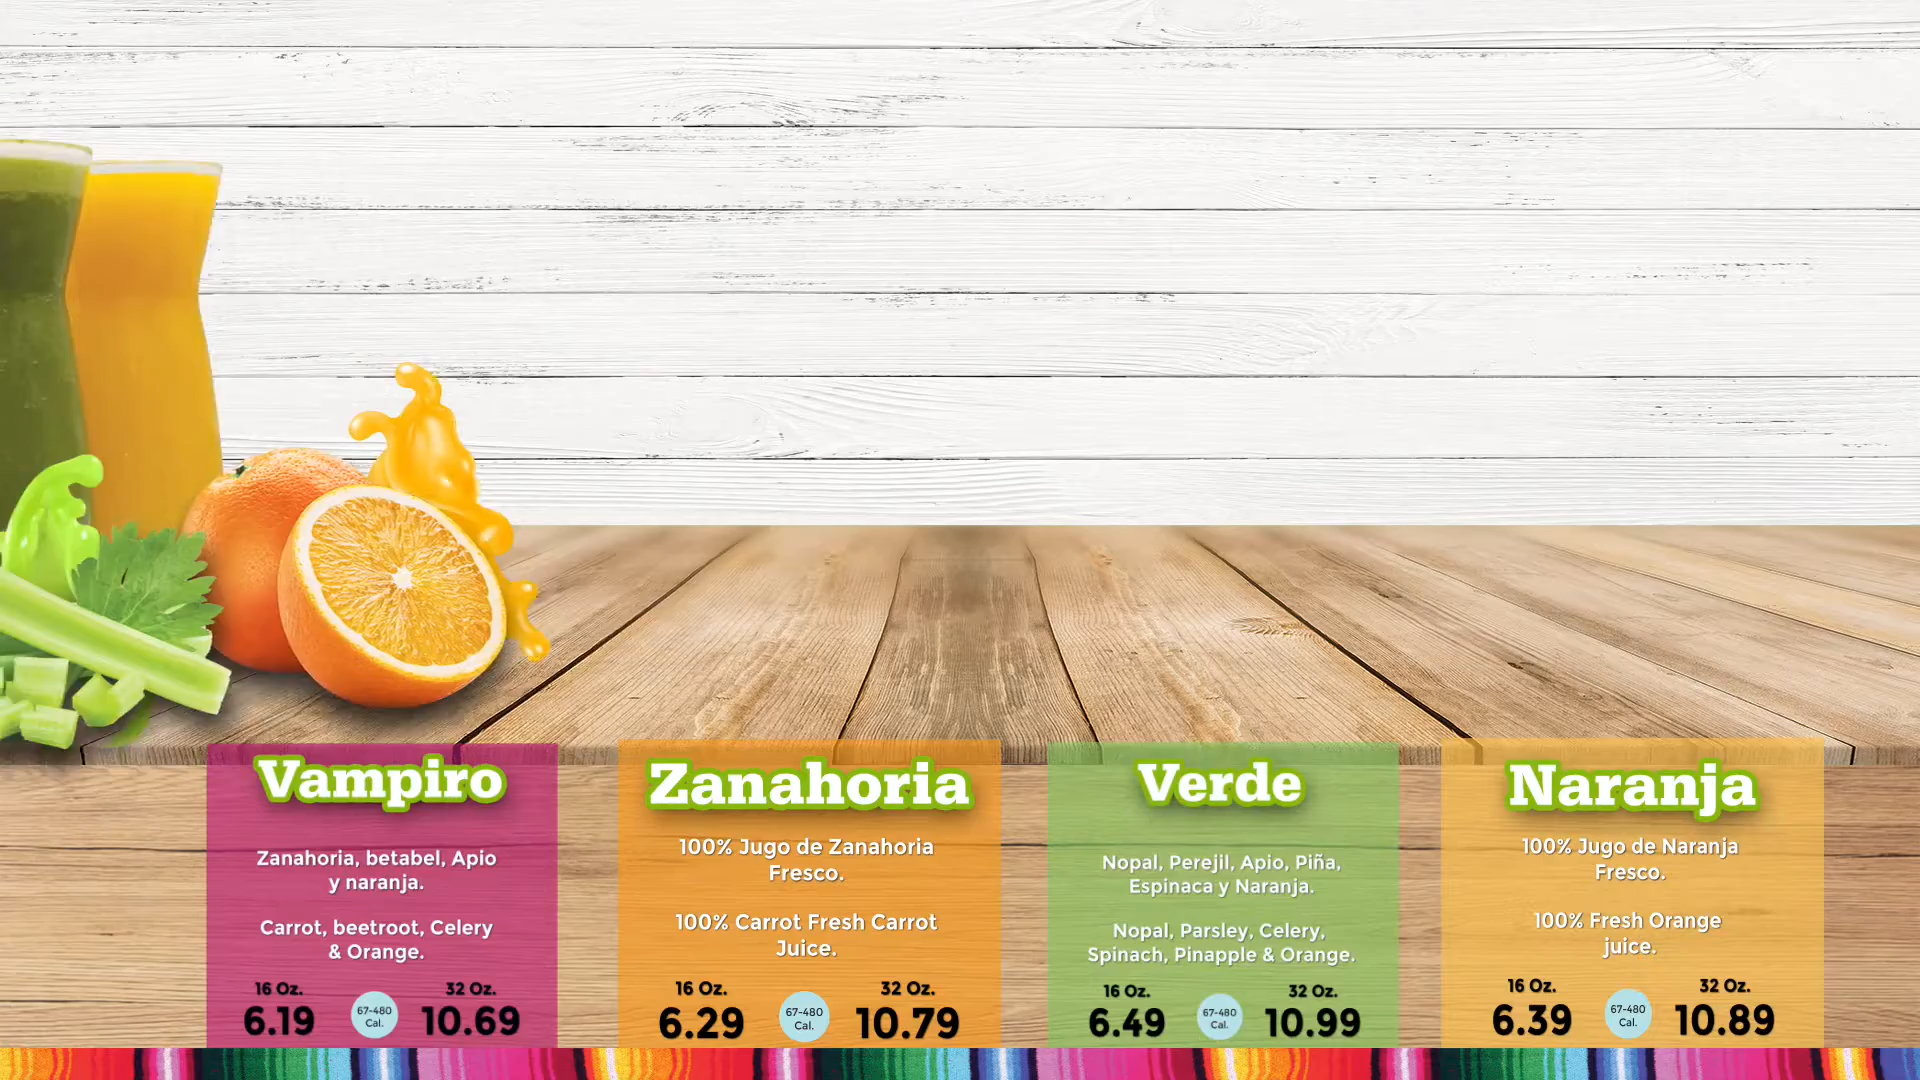 Vampiro
Zanahoria, betabel, Apio
y naranja.
Carrot, beetroot, Celery
& Orange.
16 Oz.
32 Oz.
6.19
67-480
Cal.
10.69
Zanahoria
100% Jugo de Zanahoria
Fresco.
100% Carrot Fresh Carrot
Juice.
16 Oz.
32 Oz.
6.29
67-480
Cal.
10.79
Verde
Nopal, Perejil, Apio, Piña,
Espinaca y Naranja.
Nopal, Parsley, Celery,
Spinach, Pinapple & Orange.
16 Oz.
32 Oz.
6.49
67-480
Cal.
10.99
Naranja
100% Jugo de Naranja
Fresco.
100% Fresh Orange
juice.
16 Oz.
32 Oz.
6.39
67-480
Cal.
10.89